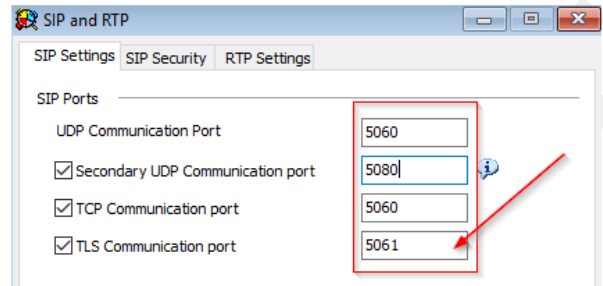 SIP and RTP
SIP Settings SIP Security RTP Settings
SIP Ports
UDP Communication Port 5060
Secondary UDP Communication port 5080
TCP Communication port 5060
TLS Communication port 5061